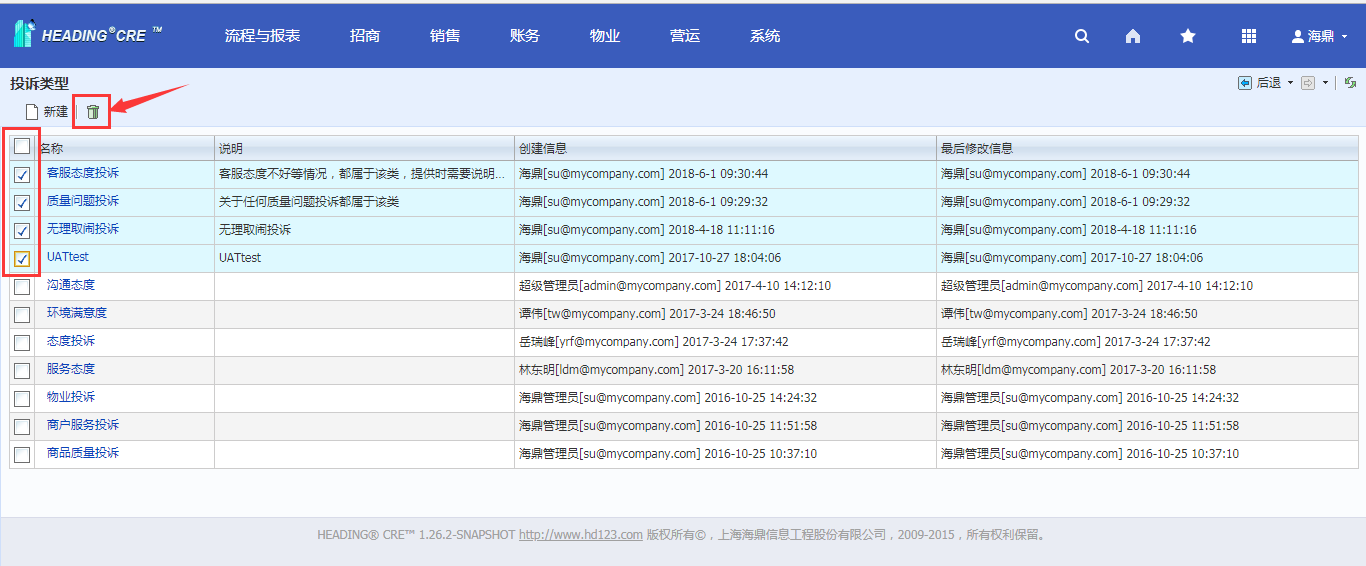 HEADING®CRE ™ 流程与报表 招商 销售 账务 物业 营运 系统 海鼎
投诉类型 后退
新建
名称 说明 创建信息 最后修改信息
客服态度投诉 客服态度不好等情况，都属于该类，提供时需要说明... 海鼎[su@mycompany.com] 2018-6-1 09:30:44 海鼎[su@mycompany.com] 2018-6-1 09:30:44
质量问题投诉 关于任何质量问题投诉都属于该类 海鼎[su@mycompany.com] 2018-6-1 09:29:32 海鼎[su@mycompany.com] 2018-6-1 09:29:32
无理取闹投诉 无理取闹投诉 海鼎[su@mycompany.com] 2018-4-18 11:11:16 海鼎[su@mycompany.com] 2018-4-18 11:11:16
UATtest UATtest 海鼎[su@mycompany.com] 2017-10-27 18:04:06 海鼎[su@mycompany.com] 2017-10-27 18:04:06
沟通态度 超级管理员[admin@mycompany.com] 2017-4-10 14:12:10 超级管理员[admin@mycompany.com] 2017-4-10 14:12:10
环境满意度 谭伟[tw@mycompany.com] 2017-3-24 18:46:50 谭伟[tw@mycompany.com] 2017-3-24 18:46:50
态度投诉 岳瑞峰[yrf@mycompany.com] 2017-3-24 17:37:42 岳瑞峰[yrf@mycompany.com] 2017-3-24 17:37:42
服务态度 林东明[ldm@mycompany.com] 2017-3-20 16:11:58 林东明[ldm@mycompany.com] 2017-3-20 16:11:58
物业投诉 海鼎管理员[su@mycompany.com] 2016-10-25 14:24:32 海鼎管理员[su@mycompany.com] 2016-10-25 14:24:32
商户服务投诉 海鼎管理员[su@mycompany.com] 2016-10-25 11:51:58 海鼎管理员[su@mycompany.com] 2016-10-25 11:51:58
商品质量投诉 海鼎管理员[su@mycompany.com] 2016-10-25 10:37:10 海鼎管理员[su@mycompany.com] 2016-10-25 10:37:10
HEADING® CRE™ 1.26.2-SNAPSHOT http://www.hd123.com 版权所有©，上海海鼎信息工程股份有限公司，2009-2015，所有权利保留。